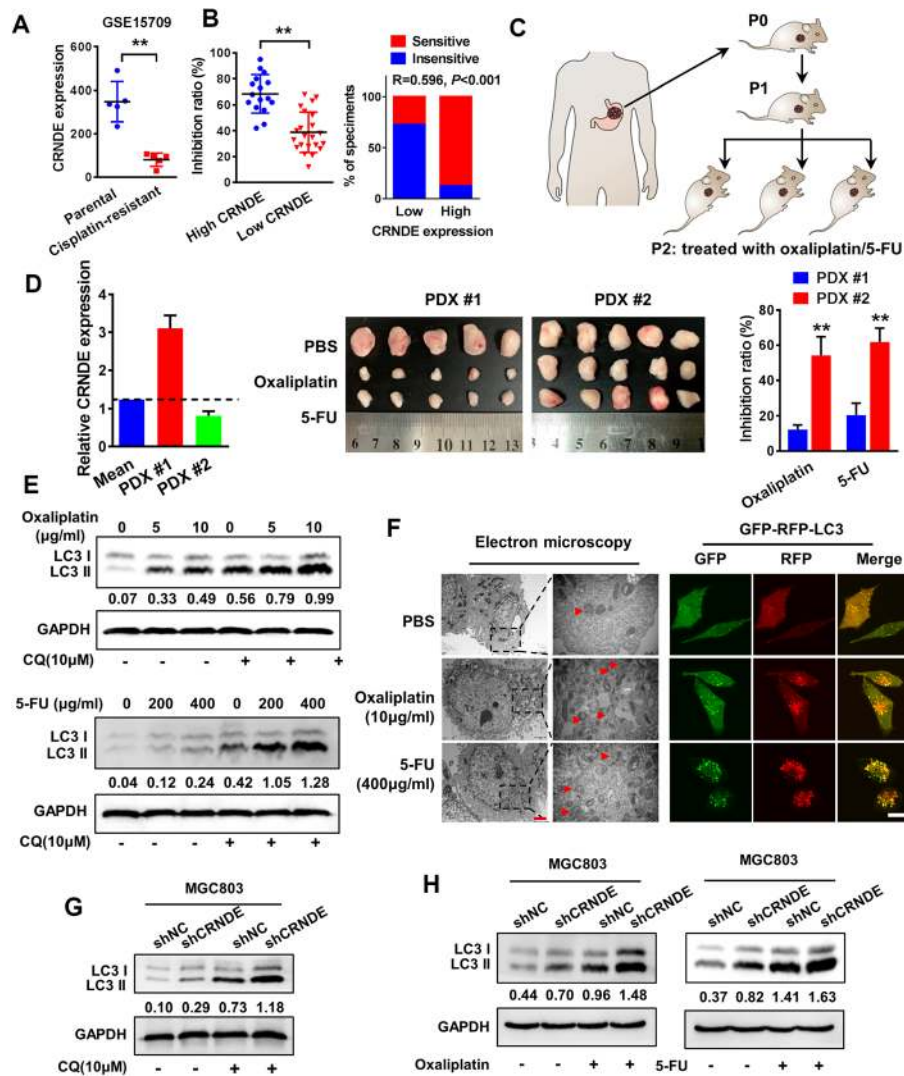 A
GSE15709
**
CRNDE expression
600
400
200
0
Parental
Cisplatin-resistant
B
**
Inhibition ratio (%)
120
100
80
60
40
20
0
High CRNDE
Low CRNDE
Sensitive
Insensitive
R=0.596, P<0.001
% of speciments
100
50
0
Low High
CRNDE expression
C
P0
P1
P2: treated with oxaliplatin/5-FU
D
Relative CRNDE expression
4
3
2
1
0
Mean
PDX #1
PDX #2
PDX #1 PDX #2
PBS
Oxaliplatin
5-FU
6 7 8 9 10 11 12 13
3 4 5 6 7 8 9 1
PDX #1
PDX #2
Inhibition ratio (%)
80
60
40
20
0
** **
Oxaliplatin
5-FU
E
Oxaliplatin (µg/ml) 0 5 10 0 5 10
LC3 I
LC3 II
0.07 0.33 0.49 0.56 0.79 0.99
GAPDH
CQ(10µM) - - - + + +
5-FU (µg/ml) 0 200 400 0 200 400
LC3 I
LC3 II
0.04 0.12 0.24 0.42 1.05 1.28
GAPDH
CQ(10µM) - - - + + +
F
Electron microscopy
GFP-RFP-LC3
GFP RFP Merge
PBS
Oxaliplatin
(10µg/ml)
5-FU
(400µg/ml)
G
MGC803
shNC shCRNDE shNC shCRNDE
LC3 I
LC3 II
0.10 0.29 0.73 1.18
GAPDH
CQ(10µM) - - + +
H
MGC803 MGC803
shNC shCRNDE shNC shCRNDE shNC shCRNDE shNC shCRNDE
LC3 I
LC3 II
0.44 0.70 0.96 1.48 0.37 0.82 1.41 1.63
GAPDH
Oxaliplatin - - + + 5-FU - - + +